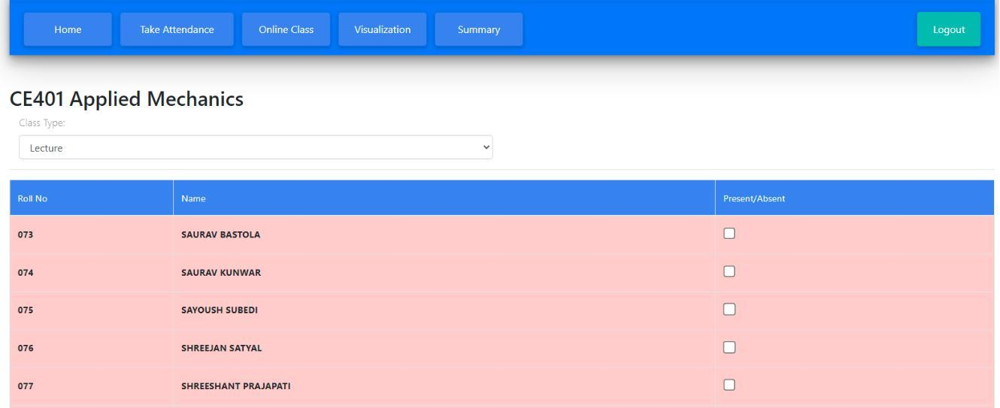 Home Take Attendance Online Class Visualization Summary Logout
CE401 Applied Mechanics
Class Type:
Lecture
Roll No Name Present/Absent
073 SAURAV BASTOLA
074 SAURAV KUNWAR
075 SAYOUSH SUBEDI
076 SHREEJAN SATYAL
077 SHREESHANT PRAJAPATI